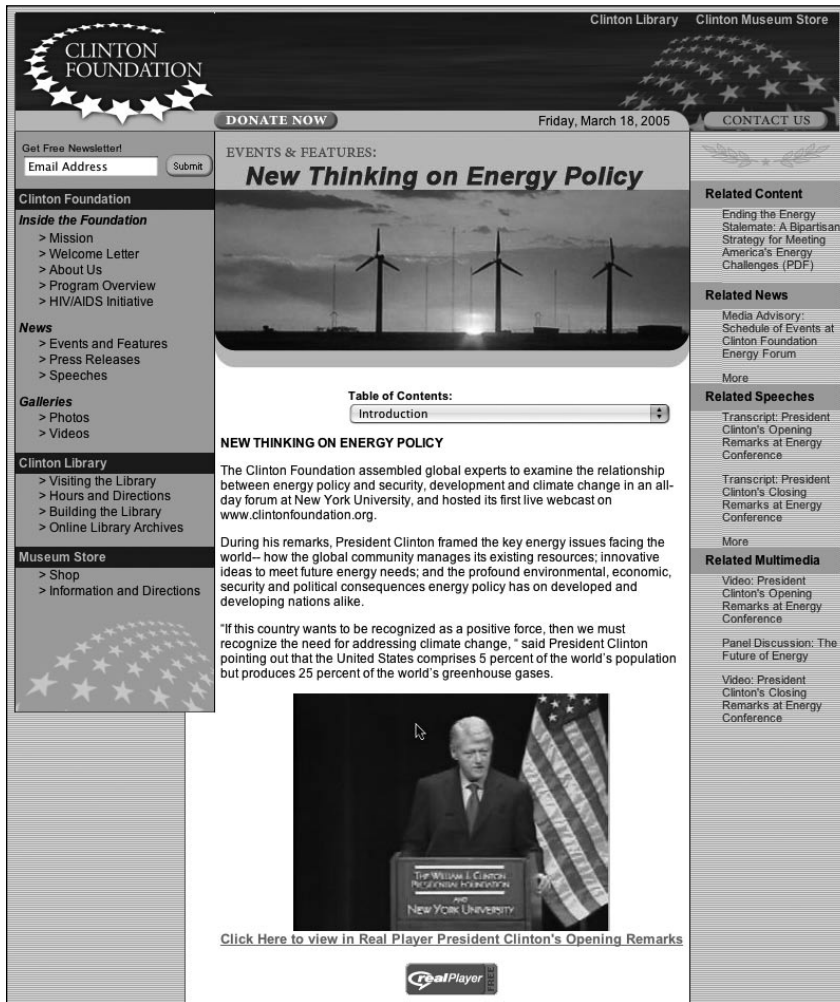 Clinton Library Clinton Museum Store
CLINTON
FOUNDATION
DONATE NOW
Friday, March 18, 2005
CONTACT US
Get Free Newsletter!
Email Address
Submit
Clinton Foundation
Inside the Foundation
> Mission
> Welcome Letter
> About Us
> Program Overview
> HIV/AIDS Initiative
News
> Events and Features
> Press Releases
> Speeches
Galleries
> Photos
> Videos
Clinton Library
> Visiting the Library
> Hours and Directions
> Building the Library
> Online Library Archives
Museum Store
> Shop
> Information and Directions
EVENTS & FEATURES:
New Thinking on Energy Policy
Table of Contents:
Introduction
NEW THINKING ON ENERGY POLICY
The Clinton Foundation assembled global experts to examine the relationship
between energy policy and security, development and climate change in an all-
day forum at New York University, and hosted its first live webcast on
www.clintonfoundation.org.
During his remarks, President Clinton framed the key energy issues facing the
world-- how the global community manages its existing resources; innovative
ideas to meet future energy needs; and the profound environmental, economic,
security and political consequences energy policy has on developed and
developing nations alike.
“If this country wants to be recognized as a positive force, then we must
recognize the need for addressing climate change, “ said President Clinton
pointing out that the United States comprises 5 percent of the world’s population
but produces 25 percent of the world’s greenhouse gases.
THE WILLIAM J. CLINTON
PRESIDENTIAL FOUNDATION
AND
NEW YORK UNIVERSITY
Click Here to view in Real Player President Clinton's Opening Remarks
realPlayer
FREE
Related Content
Ending the Energy
Stalemate: A Bipartisan
Strategy for Meeting
America's Energy
Challenges (PDF)
Related News
Media Advisory:
Schedule of Events at
Clinton Foundation
Energy Forum
More
Related Speeches
Transcript: President
Clinton's Opening
Remarks at Energy
Conference
Transcript: President
Clinton's Closing
Remarks at Energy
Conference
More
Related Multimedia
Video: President
Clinton's Opening
Remarks at Energy
Conference
Panel Discussion: The
Future of Energy
Video: President
Clinton's Closing
Remarks at Energy
Conference